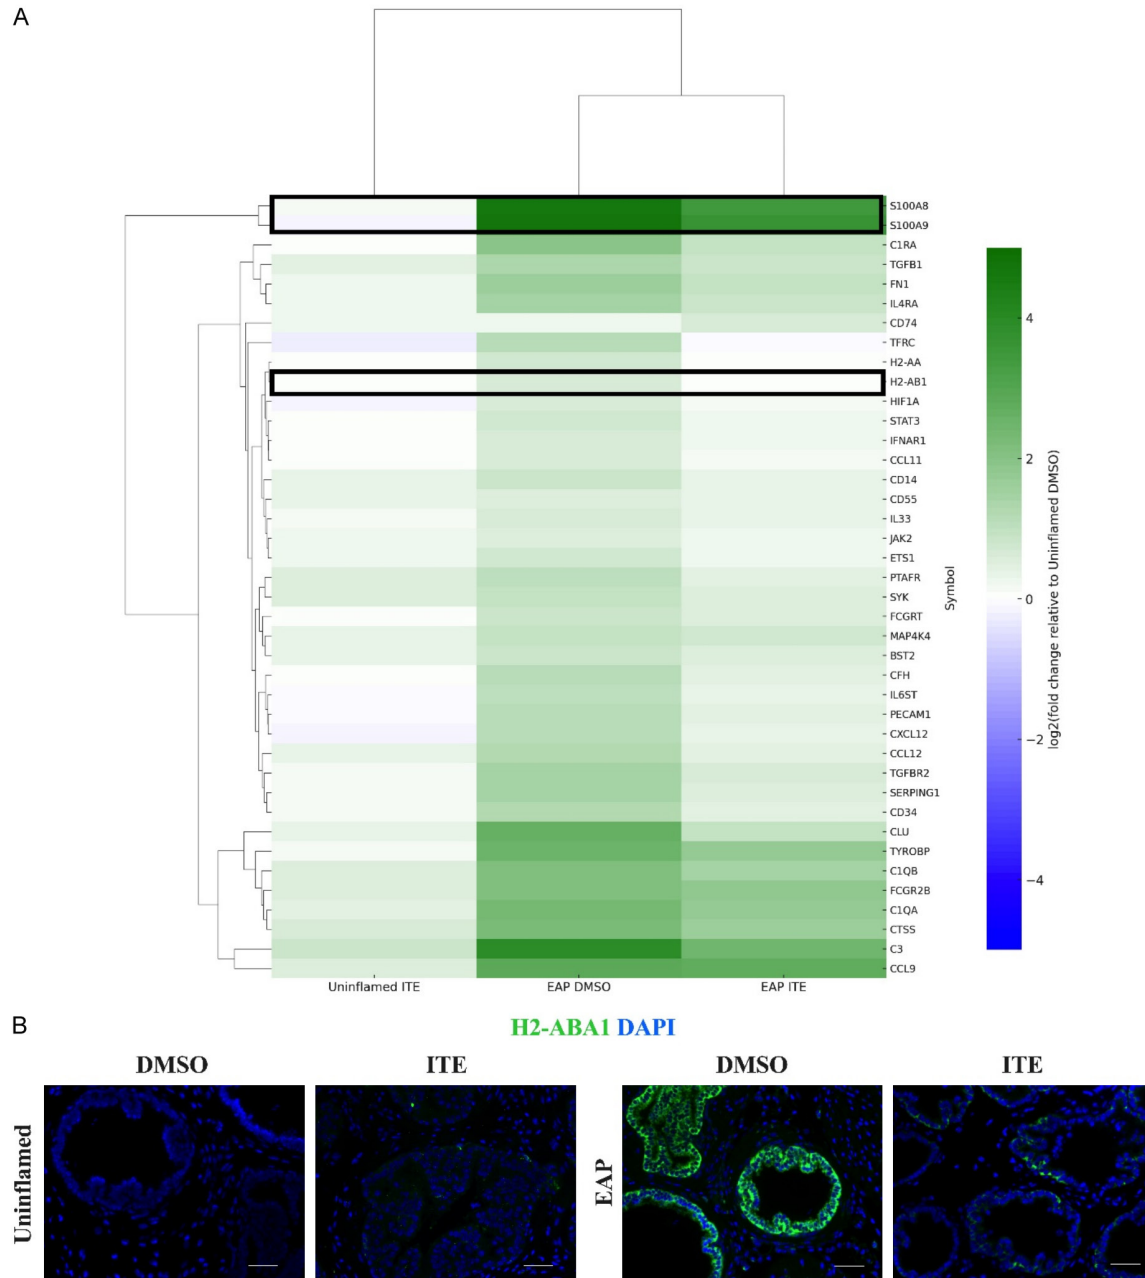 A
S100A8
S100A9
C1RA
TGFB1
FN1
IL4RA
CD74
TFRC
H2-AA
H2-AB1
HIF1A
STAT3
IFNAR1
CCL11
CD14
CD55
IL33
JAK2
ETS1
PTAFR
SYK
FCGRT
MAP4K4
BST2
CFH
IL6ST
PECAM1
CXCL12
CCL12
TGFBR2
SERPING1
CD34
CLU
TYROBP
C1QB
FCGR2B
C1QA
CTSS
C3
CCL9
Symbol
4
2
0
−2
−4
log2(fold change relative to Uninflamed DMSO)
Uninflamed ITE EAP DMSO EAP ITE
B
H2-ABA1 DAPI
DMSO ITE DMSO ITE
Uninflamed
EAP